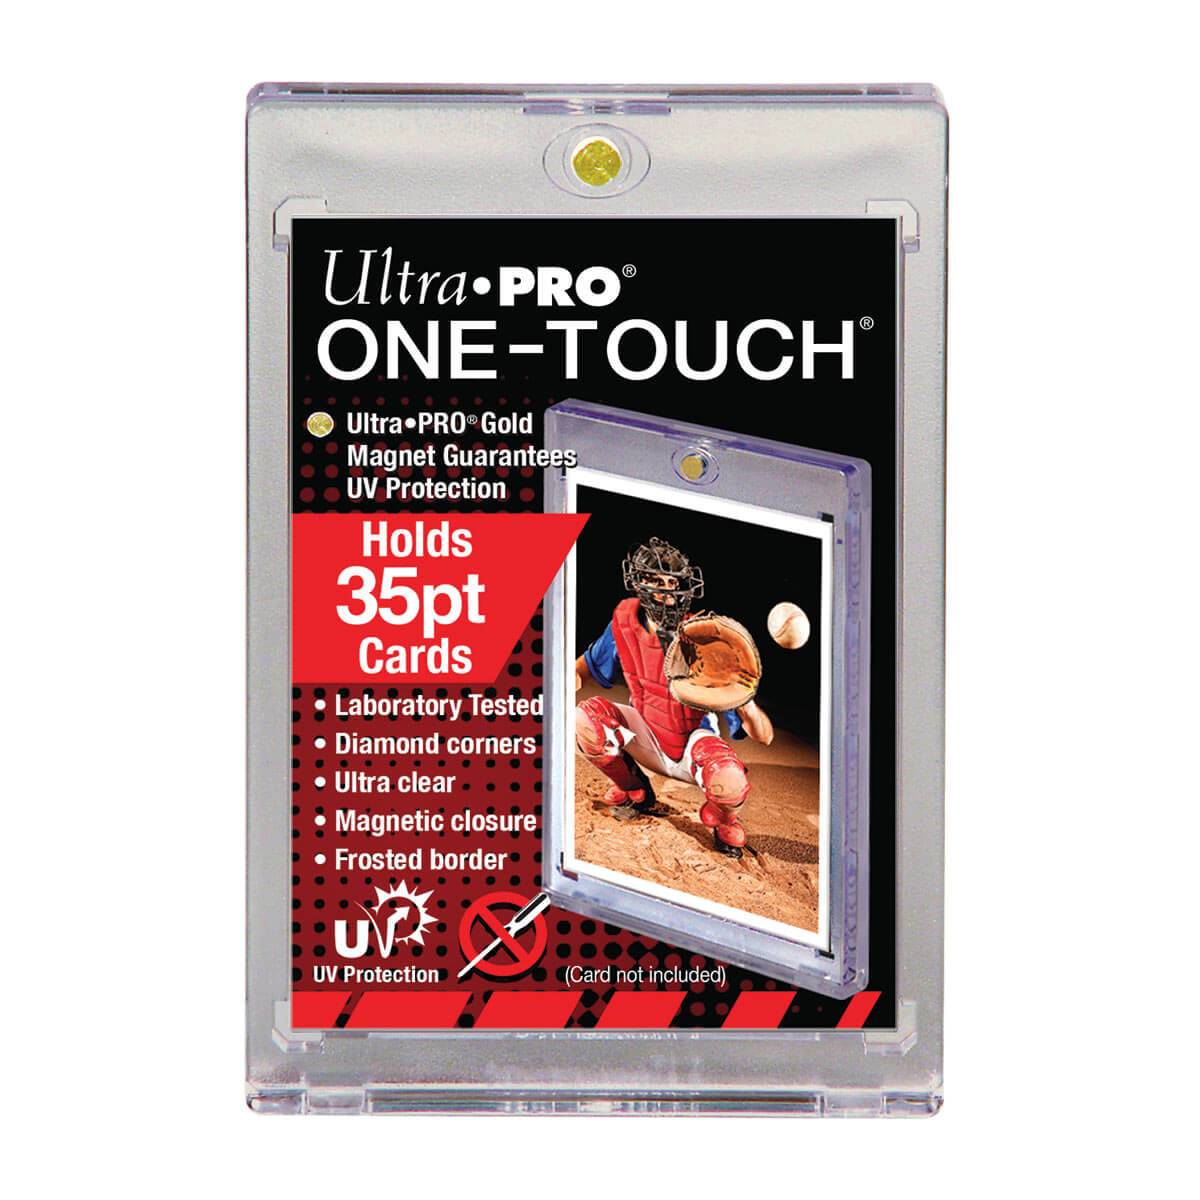 Ultra•PRO®
ONE-TOUCH®
Ultra•PRO® Gold
Magnet Guarantees
UV Protection
Holds
35pt
Cards
• Laboratory Tested
• Diamond corners
• Ultra clear
• Magnetic closure
• Frosted border
UV
UV Protection
(Card not included)